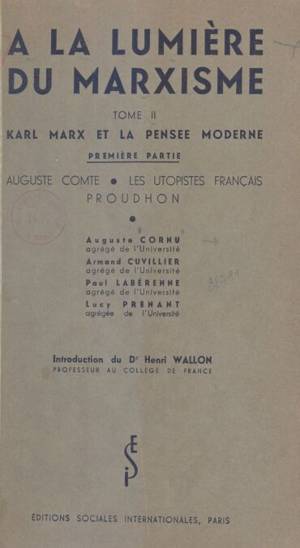 A LA LUMIÈRE
DU MARXISME
TOME II
KARL MARX ET LA PENSEE MODERNE
PREMIÈRE PARTIE
AUGUSTE COMTE • LES UTOPISTES FRANÇAIS
PROUDHON
•
Auguste CORNU
agrégé de l'Université
Armand CUVILLIER
agrégé de l'Université
Paul LABÉRENNE
agrégé de l'Université
Lucy PRENANT
agrégée de l'Université
Introduction du Dr Henri WALLON
PROFESSEUR AU COLLÈGE DE FRANCE
ESI
ÉDITIONS SOCIALES INTERNATIONALES, PARIS